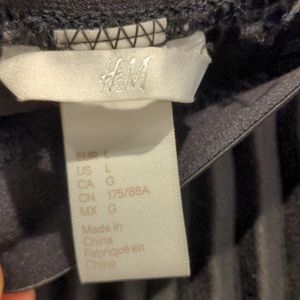 H&M
EUR L
US L
CA G
CN 175/88A
MX G
Made in
China
Fabriqué en
Chine